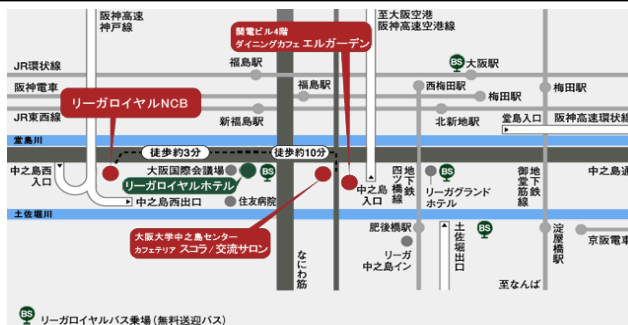 阪神高速
神戸線
関電ビル4階
ダイニングカフェ エルガーデン
至大阪空港
阪神高速空港線
JR環状線
福島駅
BS
大阪駅
阪神電車
福島駅
西梅田駅
梅田駅
梅田駅
リーガロイヤルNCB
JR東西線
新福島駅
北新地駅
堂島入口
阪神高速環状線
堂島川
徒歩約3分
徒歩約10分
中之島西
入口
大阪国際会議場
リーガロイヤルホテル
BS
中之島
入口
地下鉄
四ツ橋線
BS
リーガグランド
ホテル
地下鉄
御堂筋線
中之島通
中之島西出口
住友病院
土佐堀川
大阪大学中之島センター
カフェテリア スコラ/交流サロン
なにわ筋
肥後橋駅
リーガ
中之島イン
土佐堀出口
BS
淀屋橋駅
京阪電車
至なんば
BS
リーガロイヤルバス乗場(無料送迎バス)